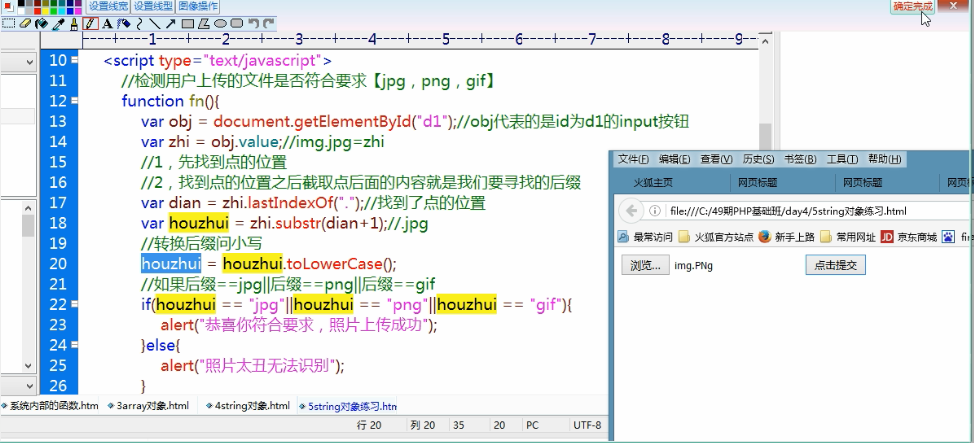 设置线宽 设置线型 图像操作 确定完成
1 2 3 4 5 6 7 8 9
10 <script type="text/javascript">
11 //检测用户上传的文件是否符合要求【jpg，png，gif】
12 function fn(){
13 var obj = document.getElementById("d1");//obj代表的是id为d1的input按钮
14 var zhi = obj.value;//img.jpg=zhi
15 //1，先找到点的位置
16 //2，找到点的位置之后截取点后面的内容就是我们要寻找的后缀
17 var dian = zhi.lastIndexOf(".");//找到了点的位置
18 var houzhui = zhi.substr(dian+1);//.jpg
19 //转换后缀问小写
20 houzhui = houzhui.toLowerCase();
21 //如果后缀==jpg||后缀==png||后缀==gif
22 if(houzhui == "jpg"||houzhui == "png"||houzhui == "gif"){
23 alert("恭喜你符合要求，照片上传成功");
24 }else{
25 alert("照片太丑无法识别");
26 }
文件(F) 编辑(E) 查看(V) 历史(S) 书签(B) 工具(T) 帮助(H)
火狐主页 网页标题 网页标题 网页标
file:///C:/49期PHP基础班/day4/5string对象练习.html
最常访问 火狐官方站点 新手上路 常用网址 JD 京东商城 fir
浏览... img.PNg 点击提交
系统内部的函数.htm 3array对象.html 4string对象.html 5string对象练习.htm
行 20 列 20 35 20 PC UTF-8